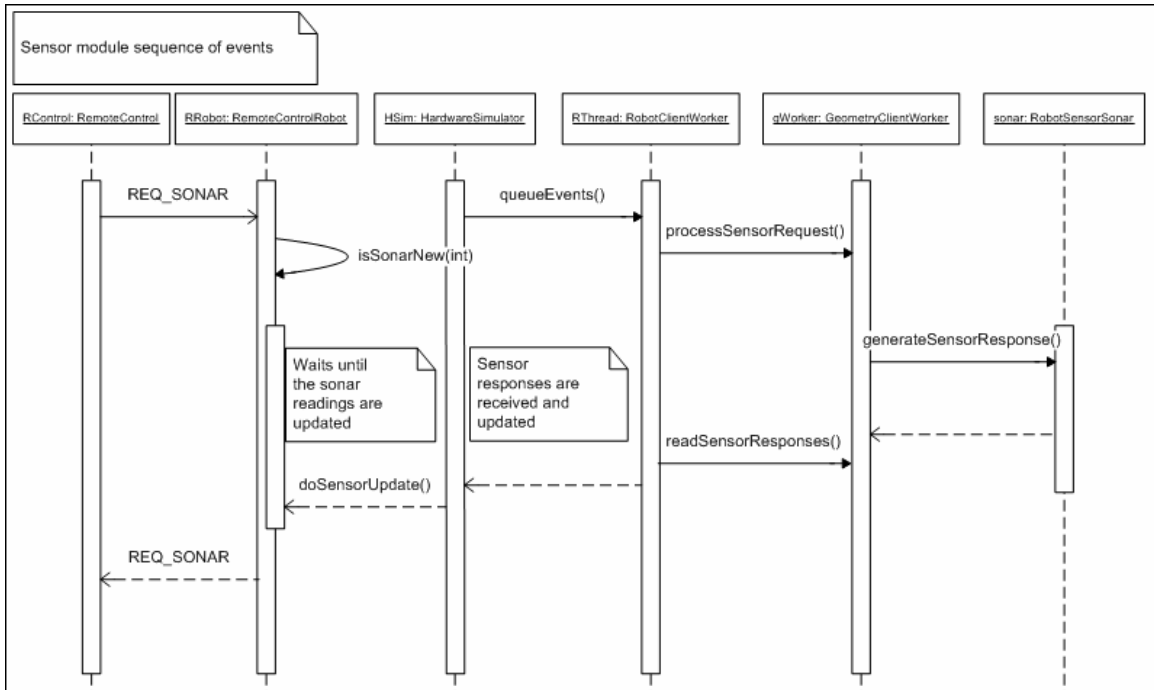 Sensor module sequence of events
RControl: RemoteControl
RRobot: RemoteControlRobot
HSim: HardwareSimulator
RThread: RobotClientWorker
gWorker: GeometryClientWorker
sonar: RobotSensorSonar
REQ_SONAR
queueEvents()
processSensorRequest()
isSonarNew(int)
generateSensorResponse()
Waits until
the sonar
readings are
updated
Sensor
responses are
received and
updated
readSensorResponses()
doSensorUpdate()
REQ_SONAR